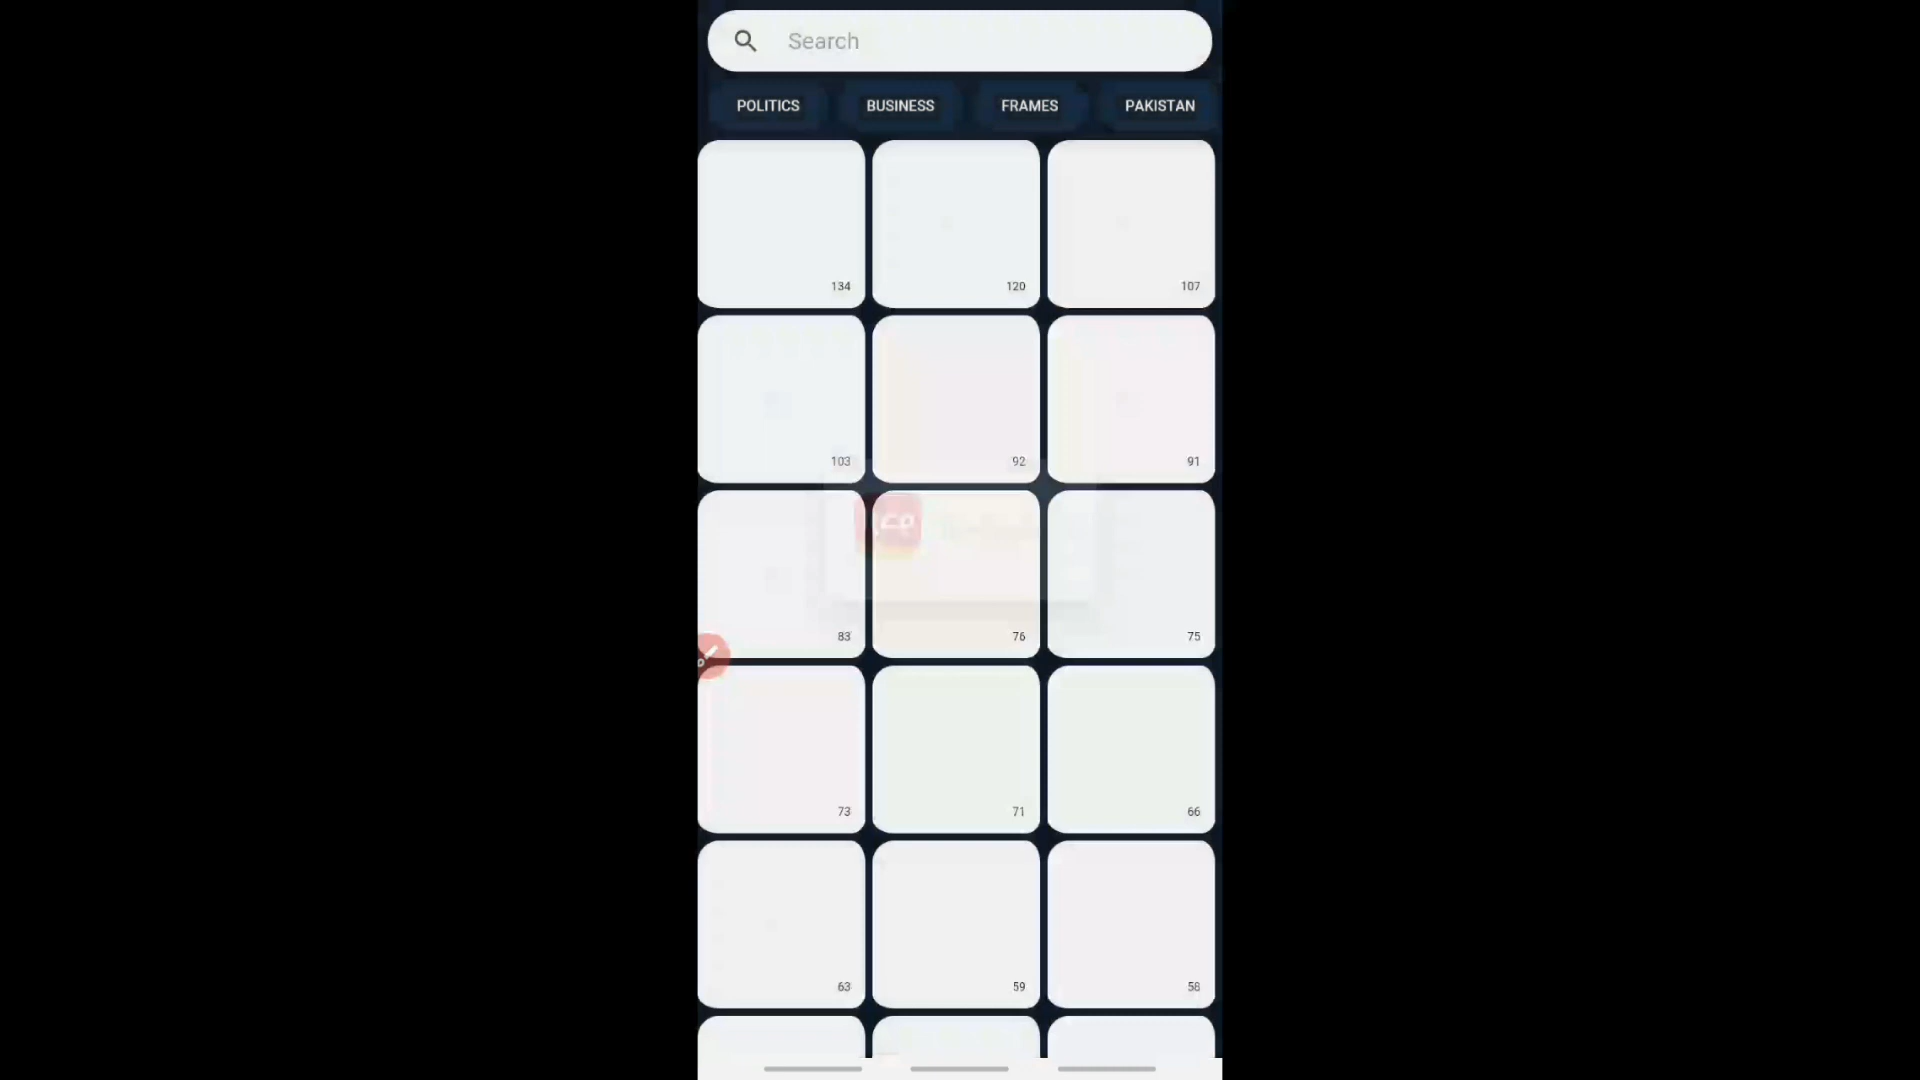 Search
POLITICS BUSINESS FRAMES PAKISTAN
134 120 107
103 92 91
83 76 75
73 71 66
63 59 58